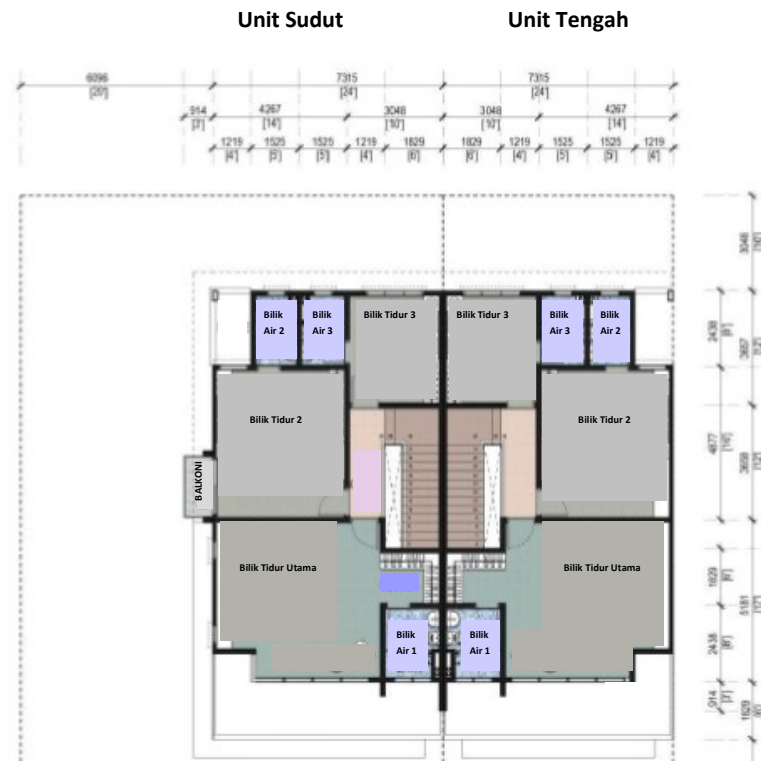 Unit Sudut Unit Tengah
6096 7315 7315
[20'] [24'] [24']
914 4267 3048 3048 4267
[3'] [14'] [10'] [10'] [14']
1219 1525 1525 1219 1829 1829 1219 1525 1525 1219
[4'] [5'] [5'] [4'] [6'] [6'] [4'] [5'] [5'] [4']
Bilik Air 2
Bilik Air 3
Bilik Tidur 3
Bilik Tidur 3
Bilik Air 3
Bilik Air 2
Bilik Tidur 2
Bilik Tidur 2
BALKONI
Bilik Tidur Utama
Bilik Tidur Utama
Bilik Air 1
Bilik Air 1
3048 [10']
2438 [8']
3657 [12']
4877 [16']
3658 [12']
1829 [6']
5181 [17']
2438 [8']
914 [3']
1829 [6']